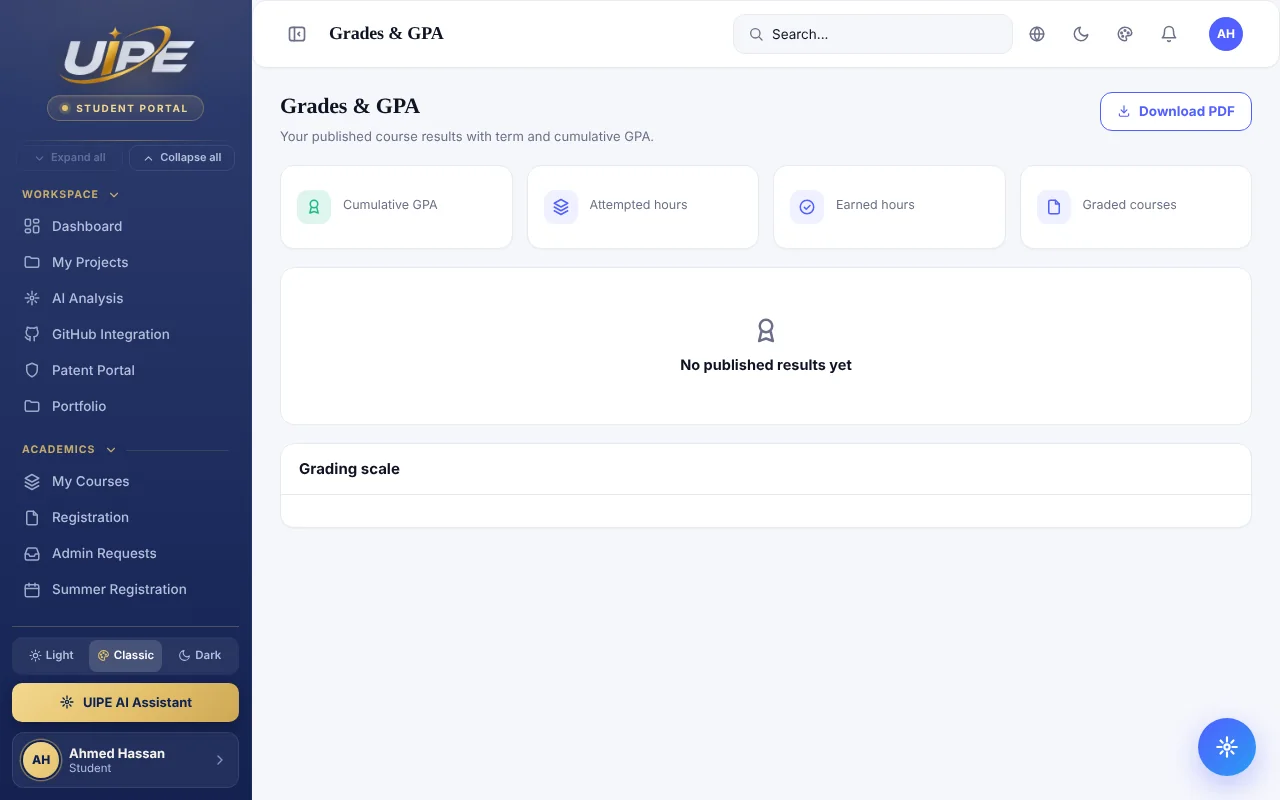 UIPE
STUDENT PORTAL
Expand all
Collapse all
WORKSPACE
Dashboard
My Projects
AI Analysis
GitHub Integration
Patent Portal
Portfolio
ACADEMICS
My Courses
Registration
Admin Requests
Summer Registration
Light
Classic
Dark
UIPE AI Assistant
AH
Ahmed Hassan
Student
Grades & GPA
Search...
AH
Grades & GPA
Your published course results with term and cumulative GPA.
Download PDF
Cumulative GPA
Attempted hours
Earned hours
Graded courses
No published results yet
Grading scale